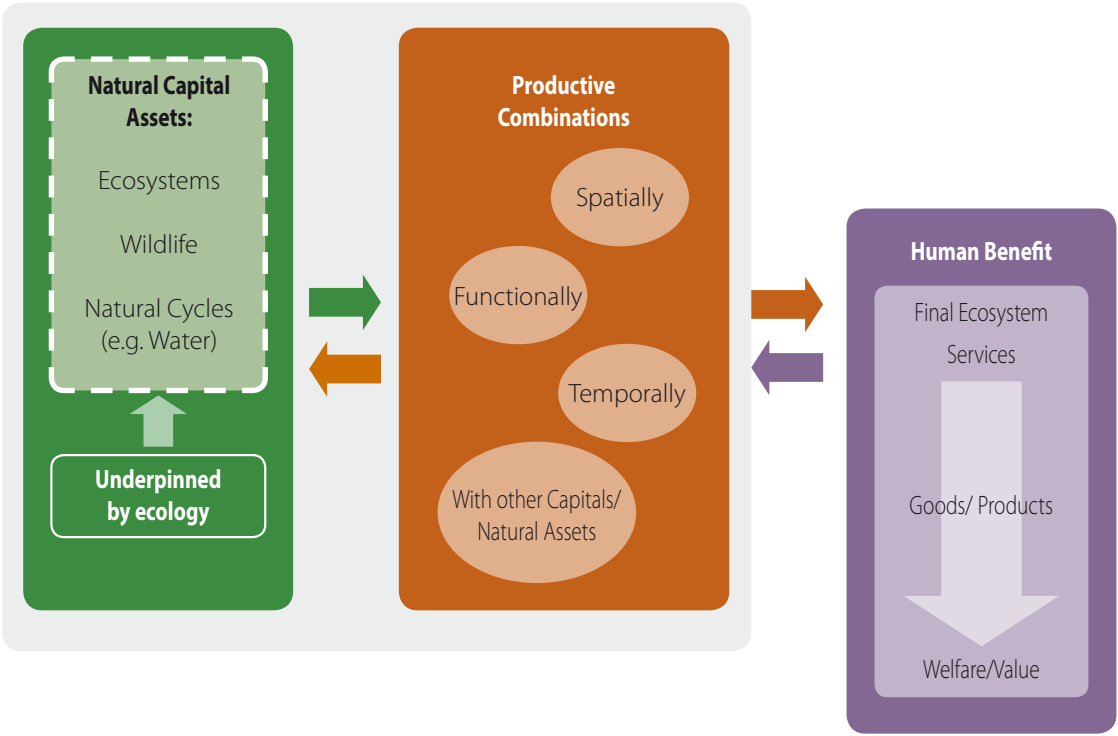 Natural Capital
Assets:
Ecosystems
Wildlife
Natural Cycles
(e.g. Water)
Underpinned
by ecology
Productive
Combinations
Spatially
Functionally
Temporally
With other Capitals/
Natural Assets
Human Benefit
Final Ecosystem
Services
Goods/ Products
Welfare/Value